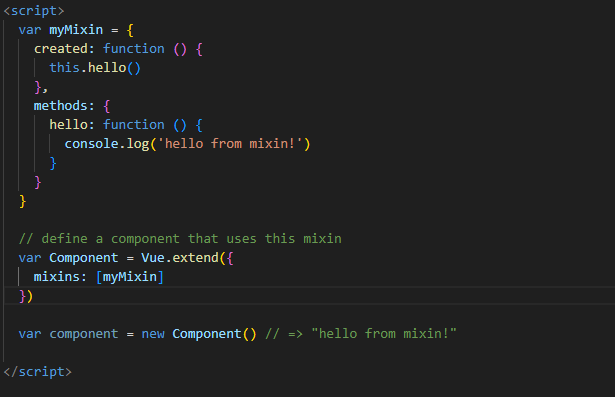 <script>
var myMixin = {
created: function () {
this.hello()
},
methods: {
hello: function () {
console.log('hello from mixin!')
}
}
}
// define a component that uses this mixin
var Component = Vue.extend({
mixins: [myMixin]
})
var component = new Component() // => "hello from mixin!"
</script>